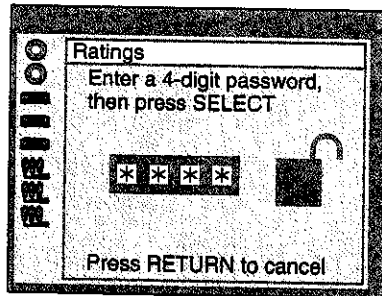 Ratings
Enter a 4-digit password,
then press SELECT
* * * *
Press RETURN to cancel